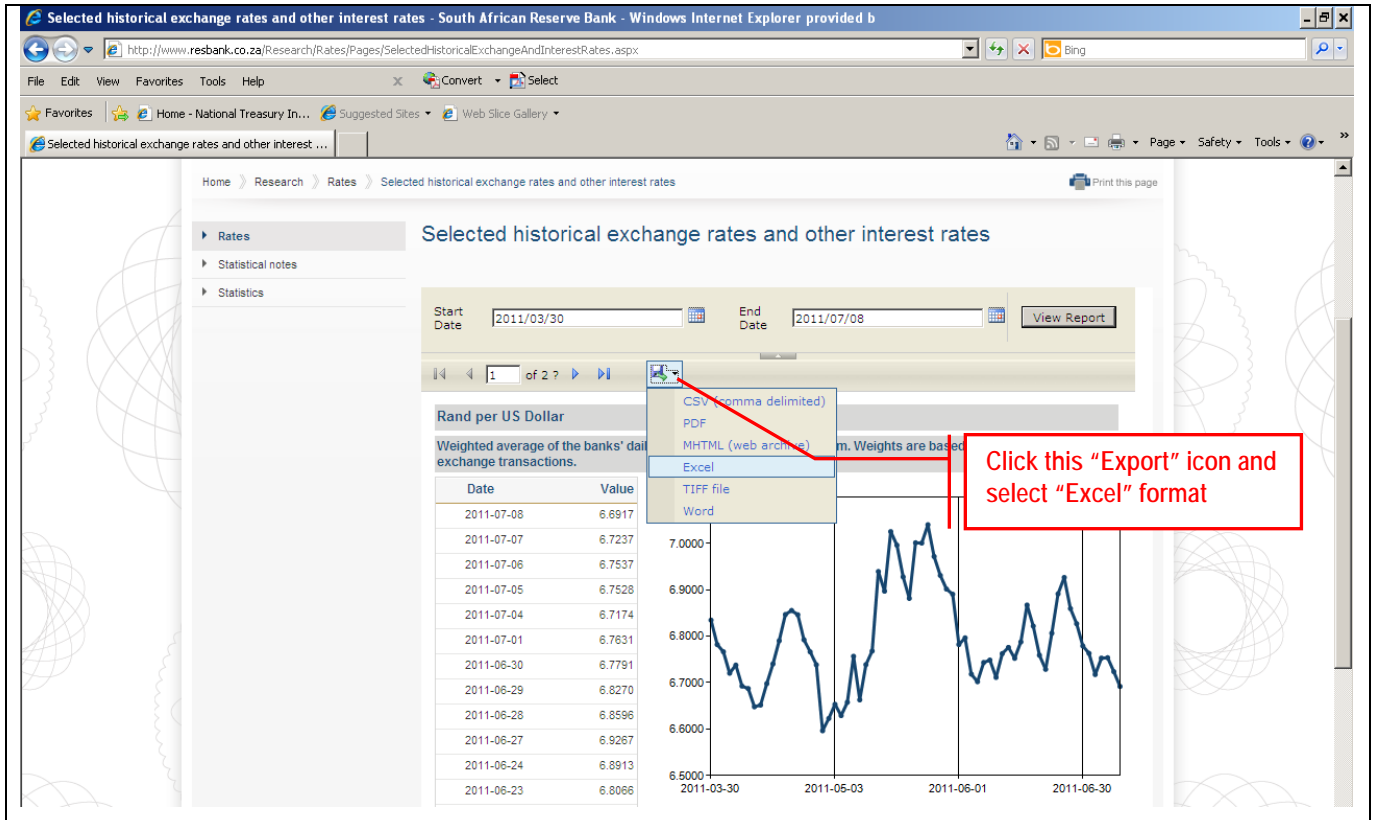 Selected historical exchange rates and other interest rates - South African Reserve Bank - Windows Internet Explorer provided b
http://www.resbank.co.za/Research/Rates/Pages/SelectedHistoricalExchangeAndInterestRates.aspx
Bing
File Edit View Favorites Tools Help
x Convert Select
Favorites Home - National Treasury In... Suggested Sites Web Slice Gallery
Selected historical exchange rates and other interest ...
Page Safety Tools »
Home Research Rates Selected historical exchange rates and other interest rates
Print this page
Rates
Statistical notes
Statistics
Selected historical exchange rates and other interest rates
Start Date 2011/03/30
End Date 2011/07/08
View Report
1 of 2 ?
CSV (comma delimited)
PDF
MHTML (web archive)
Excel
TIFF file
Word
Rand per US Dollar
Weighted average of the banks' dail
m. Weights are based
exchange transactions.
Click this “Export” icon and
select “Excel” format
Date Value
2011-07-08 6.6917
2011-07-07 6.7237
2011-07-06 6.7537
2011-07-05 6.7528
2011-07-04 6.7174
2011-07-01 6.7631
2011-06-30 6.7791
2011-06-29 6.8270
2011-06-28 6.8596
2011-06-27 6.9267
2011-06-24 6.8913
2011-06-23 6.8066
7.0000
6.9000
6.8000
6.7000
6.6000
6.5000
2011-03-30 2011-05-03 2011-06-01 2011-06-30